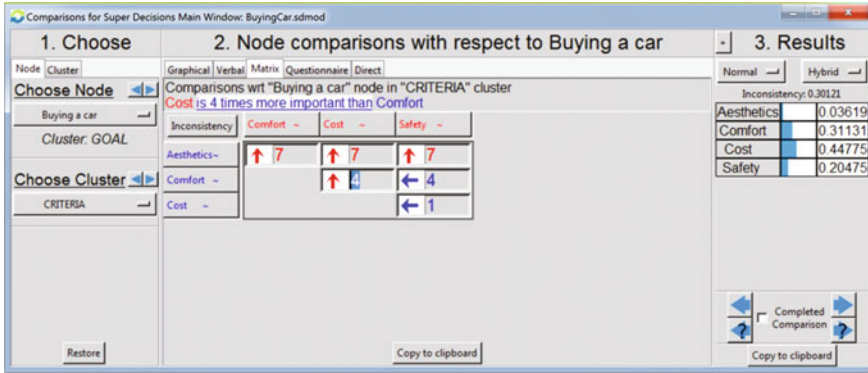 Comparisons for Super Decisions Main Window: BuyingCar.sdmod
1. Choose
2. Node comparisons with respect to Buying a car
- 3. Results
Node Cluster
Graphical Verbal Matrix Questionnaire Direct
Normal Hybrid
Choose Node
Comparisons wrt "Buying a car" node in "CRITERIA" cluster
Cost is 4 times more important than Comfort
Inconsistency: 0.30121
Buying a car
Cluster: GOAL
Inconsistency Comfort ~ Cost ~ Safety ~
Aesthetics~ 7 7 7
Comfort ~ 4 4
Cost ~ 1
Aesthetics 0.03619
Comfort 0.31131
Cost 0.44775
Safety 0.20475
Choose Cluster
CRITERIA
Completed
Comparison
Restore
Copy to clipboard
Copy to clipboard